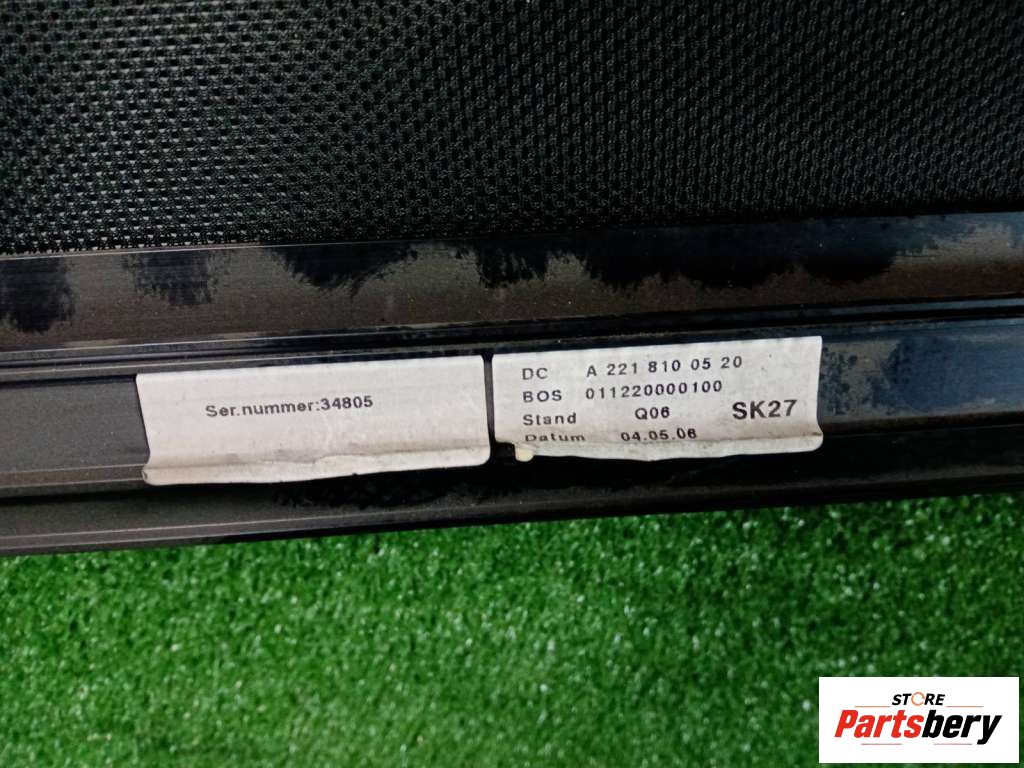 Ser.nummer:34805
DC A 221 810 05 20
BOS 011220000100
Stand Q06 SK27
Datum 04.05.06
STORE
Partsbery